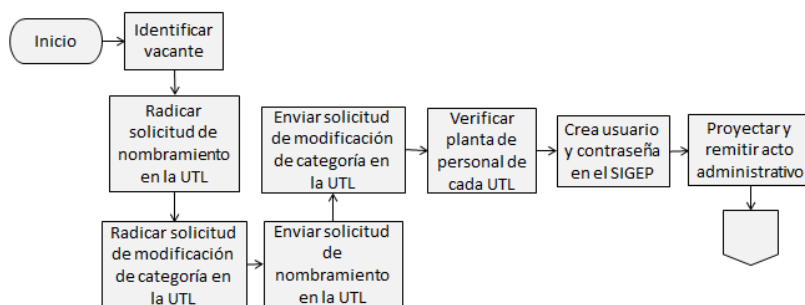 Inicio
Identificar
vacante
Radicar
solicitud de
nombramiento
en la UTL
Radicar solicitud
de modificación
de categoría en
la UTL
Enviar solicitud
de
nombramiento
en la UTL
Enviar solicitud
de modificación
de categoría en
la UTL
Verificar
planta de
personal de
cada UTL
Crea usuario
y contraseña
en el SIGEP
Proyectar y
remitir acto
administrativo